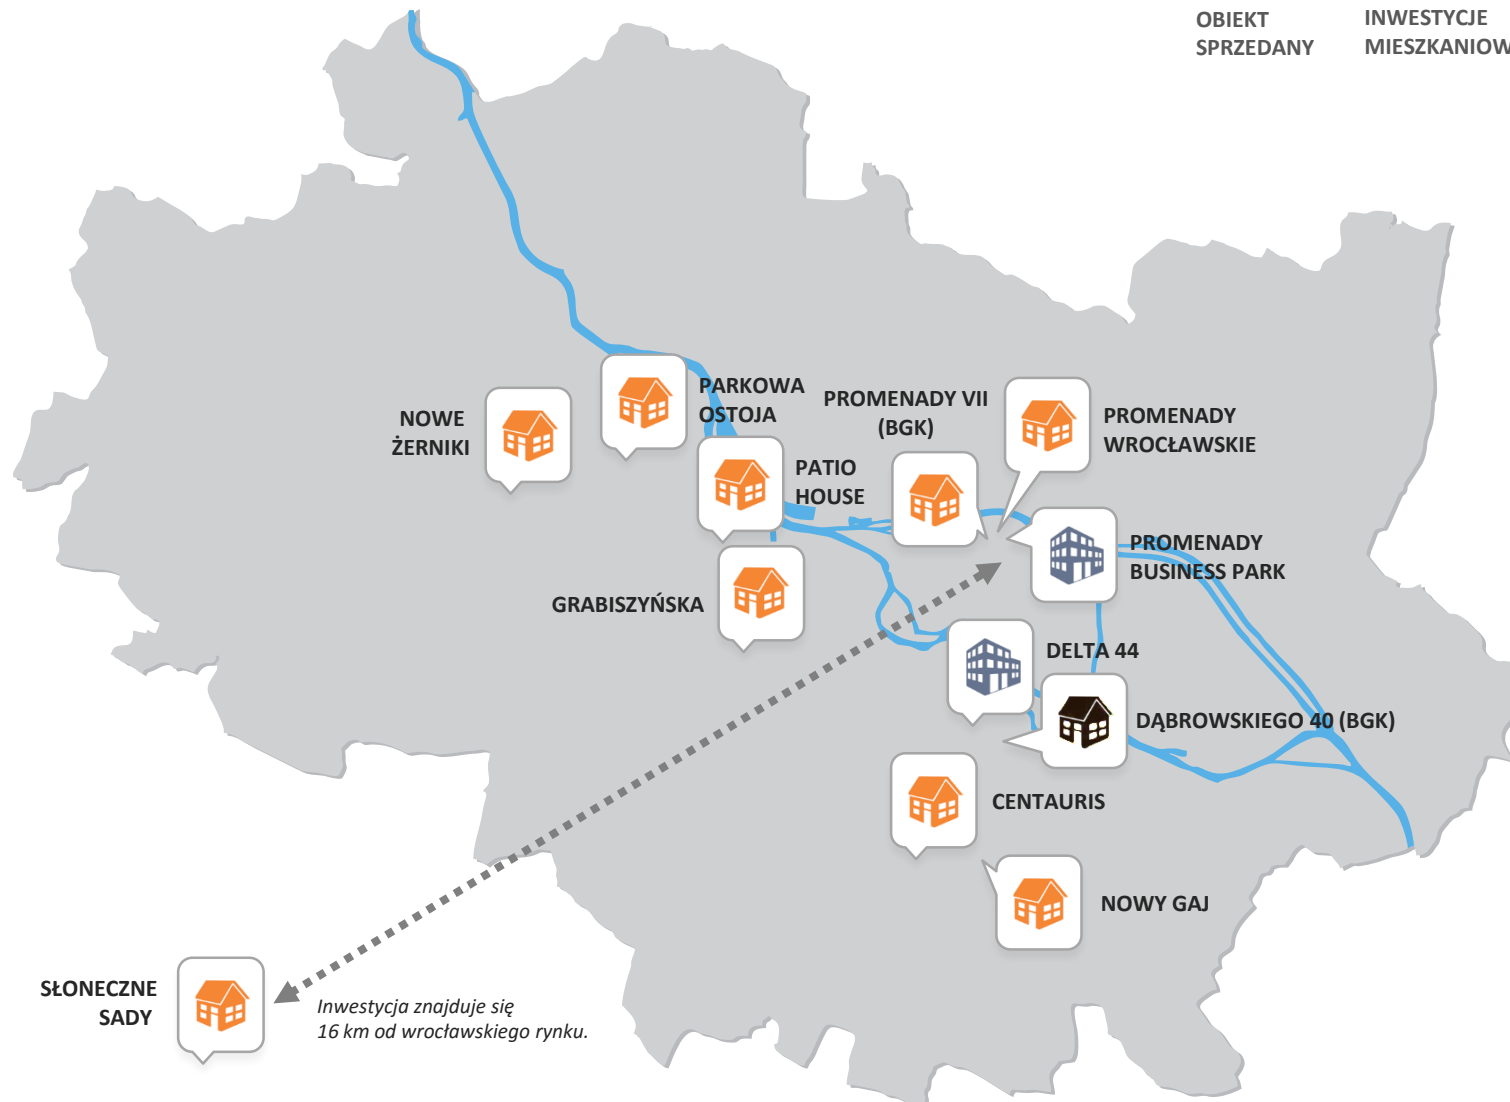 OBIEKT
SPRZEDANY
INWESTYCJE
MIESZKANIOW
PARKOWA
OSTOJA
NOWE
ŻERNIKI
PROMENADY VII
(BGK)
PROMENADY
WROCŁAWSKIE
PATIO
HOUSE
PROMENADY
BUSINESS PARK
GRABISZYŃSKA
DELTA 44
DĄBROWSKIEGO 40 (BGK)
CENTAURIS
NOWY GAJ
SŁONECZNE
SADY
Inwestycja znajduje się
16 km od wrocławskiego rynku.